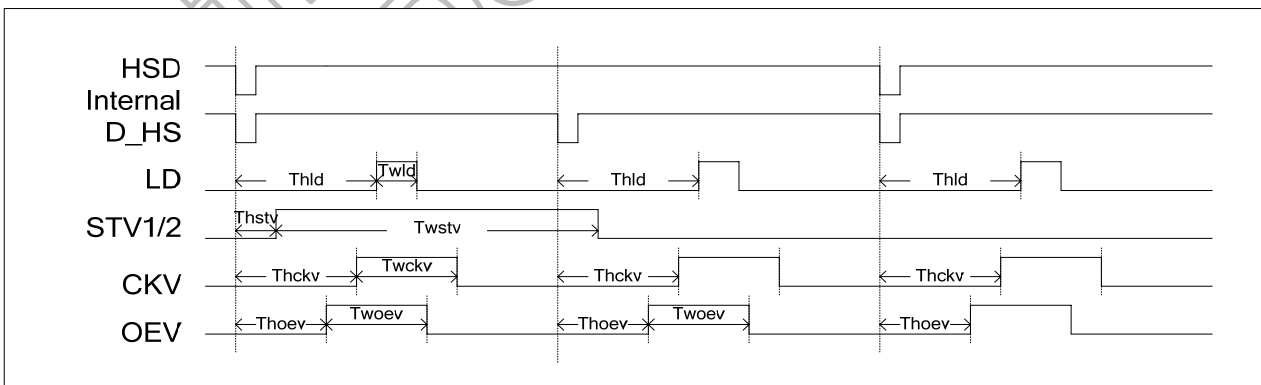 HSD
Internal
D_HS
LD Thld Twld Thld Thld
STV1/2 Thstv Twstv
CKV Thckv Twckv Thckv Thckv
OEV Thoev Twoev Thoev Twoev Thoev